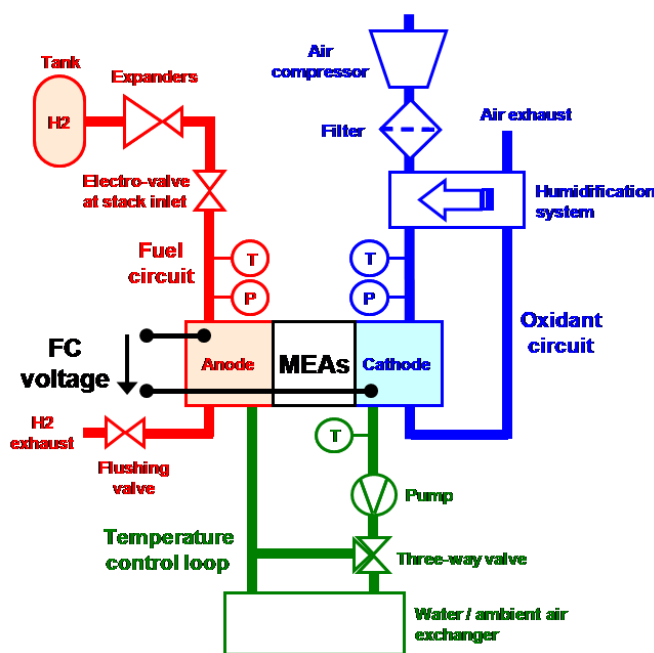 Tank
Expanders
H2
Air
compressor
Filter
Air exhaust
Electro-valve
at stack inlet
Humidification
system
Fuel
circuit
T
P
T
P
Oxidant
circuit
FC
voltage
Anode
MEAs
Cathode
H2
exhaust
Flushing
valve
T
Pump
Temperature
control loop
Three-way valve
Water / ambient air
exchanger